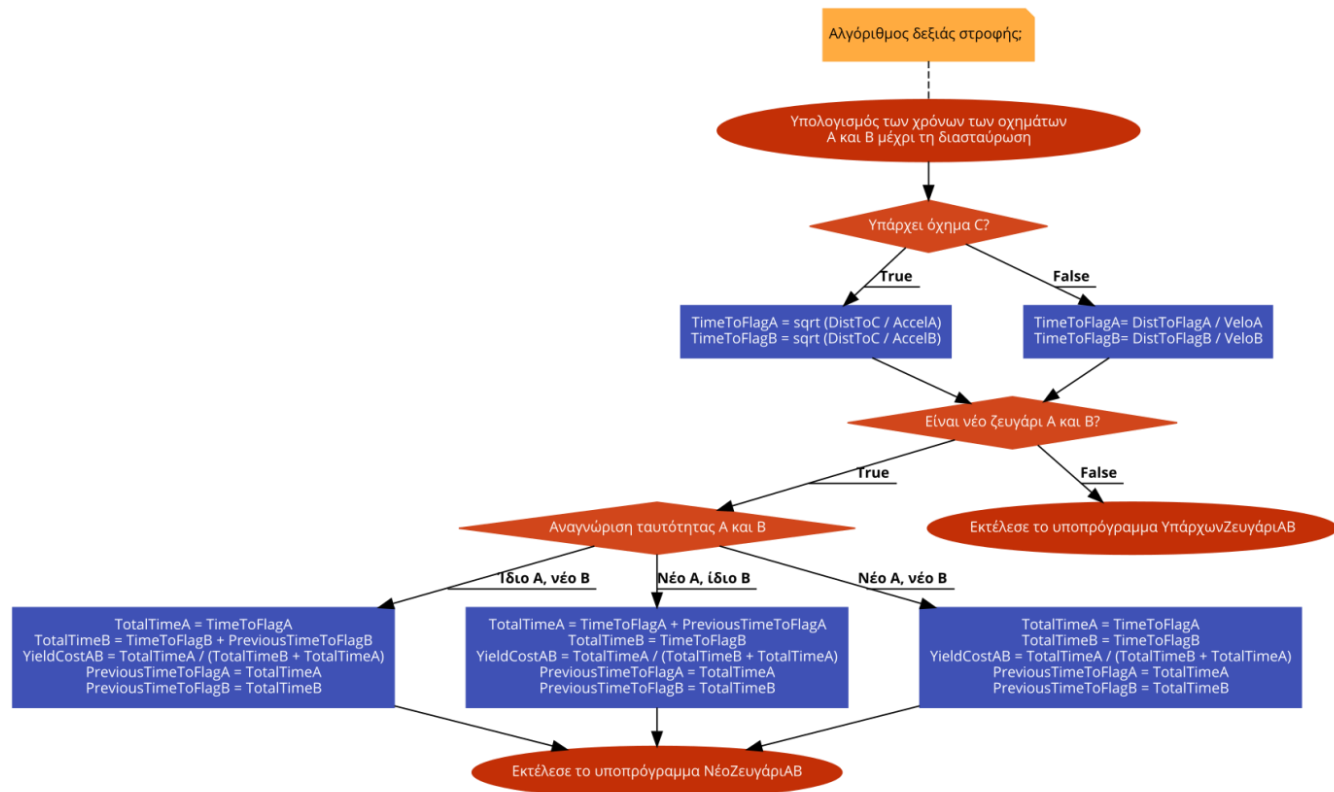 Αλγόριθμος δεξιάς στροφής;
Υπολογισμός των χρόνων των οχημάτων
Α και Β μέχρι τη διασταύρωση
Υπάρχει όχημα C?
True
False
TimeToFlagA = sqrt (DistToC / AccelA)
TimeToFlagB = sqrt (DistToC / AccelB)
TimeToFlagA= DistToFlagA / VeloA
TimeToFlagB= DistToFlagB / VeloB
Είναι νέο ζευγάρι Α και Β?
True
False
Αναγνώριση ταυτότητας Α και Β
Εκτέλεσε το υποπρόγραμμα ΥπάρχωνΖευγάριΑΒ
Ίδιο Α, νέο Β
Νέο Α, ίδιο Β
Νέο Α, νέο Β
TotalTimeA = TimeToFlagA
TotalTimeB = TimeToFlagB + PreviousTimeToFlagB
YieldCostAB = TotalTimeA / (TotalTimeB + TotalTimeA)
PreviousTimeToFlagA = TotalTimeA
PreviousTimeToFlagB = TotalTimeB
TotalTimeA = TimeToFlagA + PreviousTimeToFlagA
TotalTimeB = TimeToFlagB
YieldCostAB = TotalTimeA / (TotalTimeB + TotalTimeA)
PreviousTimeToFlagA = TotalTimeA
PreviousTimeToFlagB = TotalTimeB
TotalTimeA = TimeToFlagA
TotalTimeB = TimeToFlagB
YieldCostAB = TotalTimeA / (TotalTimeB + TotalTimeA)
PreviousTimeToFlagA = TotalTimeA
PreviousTimeToFlagB = TotalTimeB
Εκτέλεσε το υποπρόγραμμα ΝέοΖευγάριΑΒ